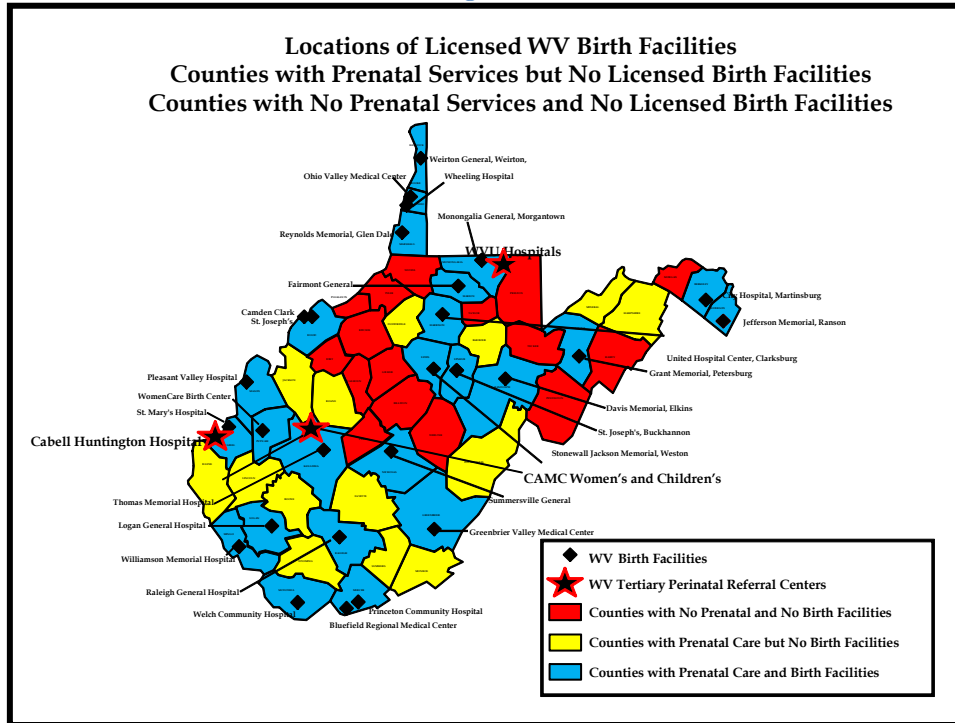 Locations of Licensed WV Birth Facilities
Counties with Prenatal Services but No Licensed Birth Facilities
Counties with No Prenatal Services and No Licensed Birth Facilities
Weirton General, Weirton,
Ohio Valley Medical Center
Wheeling Hospital
Monongalia General, Morgantown
Reynolds Memorial, Glen Dale
WVU Hospitals
Fairmont General
City Hospital, Martinsburg
Camden Clark
St. Joseph's
Jefferson Memorial, Ranson
United Hospital Center, Clarksburg
Grant Memorial, Petersburg
Pleasant Valley Hospital
WomenCare Birth Center
Davis Memorial, Elkins
St. Mary's Hospital
St. Joseph's, Buckhannon
Cabell Huntington Hospital
Stonewall Jackson Memorial, Weston
CAMC Women's and Children's
Thomas Memorial Hospital
Summersville General
Logan General Hospital
Greenbrier Valley Medical Center
Williamson Memorial Hospital
WV Birth Facilities
WV Tertiary Perinatal Referral Centers
Raleigh General Hospital
Princeton Community Hospital
Welch Community Hospital
Counties with No Prenatal and No Birth Facilities
Bluefield Regional Medical Center
Counties with Prenatal Care but No Birth Facilities
Counties with Prenatal Care and Birth Facilities